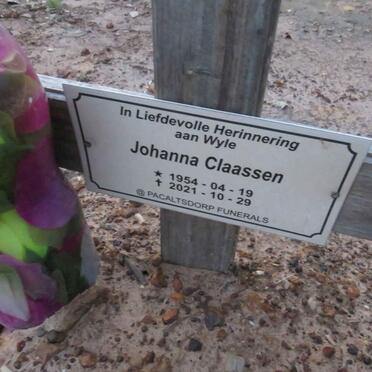 In Liefdevolle Herinnering
aan Wyle
Johanna Claassen
★ 1954 - 04 - 19
✝ 2021 - 10 - 29
@ PACALTSDORP FUNERALS